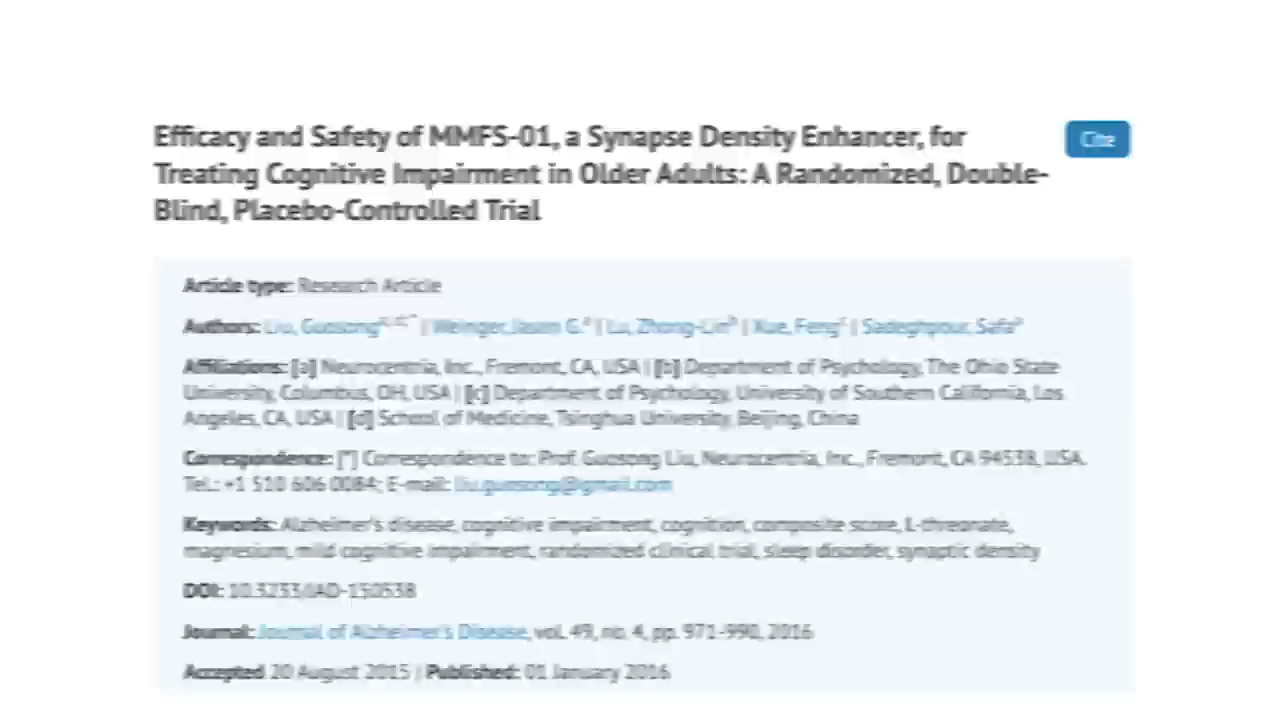 Efficacy and Safety of MMFS-01, a Synapse Density Enhancer, for
Cite
Treating Cognitive Impairment in Older Adults: A Randomized, Double-
Blind, Placebo-Controlled Trial
Article type: Research Article
Authors: Liu, Guosong | Weinger, Jason G. | Lu, Zhong-Lin | Xue, Feng | Sadeghpour, Safa
Affiliations: [a] Neurocentria, Inc., Fremont, CA, USA | [b] Department of Psychology, The Ohio State
University, Columbus, OH, USA | [c] Department of Psychology, University of Southern California, Los
Angeles, CA, USA | [d] School of Medicine, Tsinghua University, Beijing, China
Correspondence: [*] Correspondence to: Prof. Guosong Liu, Neurocentria, Inc., Fremont, CA 94538, USA.
Tel.: +1 510 606 0084; E-mail: liu.guosong@gmail.com
Keywords: Alzheimer's disease, cognitive impairment, cognition, composite score, L-threonate,
magnesium, mild cognitive impairment, randomized clinical trial, sleep disorder, synaptic density
DOI: 10.3233/JAD-150538
Journal: Journal of Alzheimer's Disease, vol. 49, no. 4, pp. 971-990, 2016
Accepted 20 August 2015 | Published: 01 January 2016